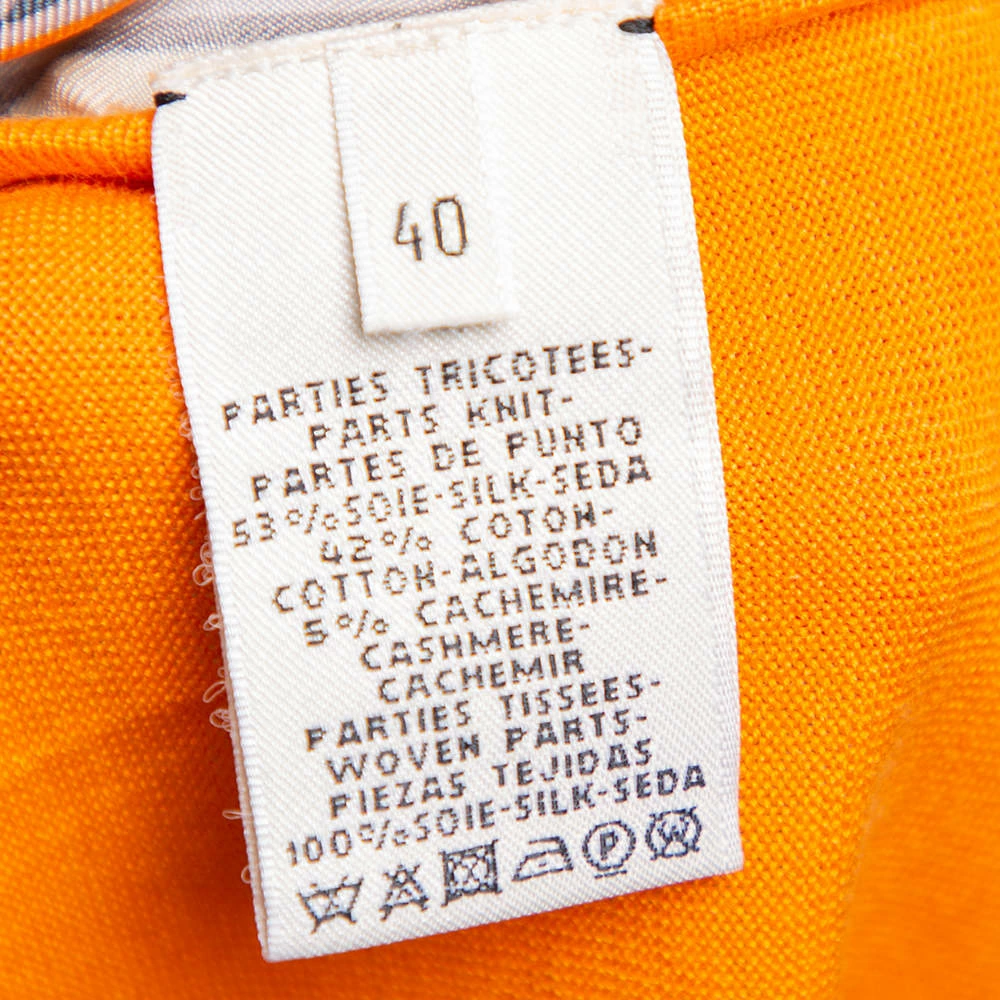 40
PARTIES TRICOTEES-
PARTS KNIT-
PARTES DE PUNTO
53%SOIE-SILK-SEDA
42% COTON-
COTTON-ALGODON
5% CACHEMIRE-
CASHMERE-
CACHEMIR
PARTIES TISSEES-
WOVEN PARTS-
PIEZAS TEJIDAS
100%SOIE-SILK-SEDA
P W